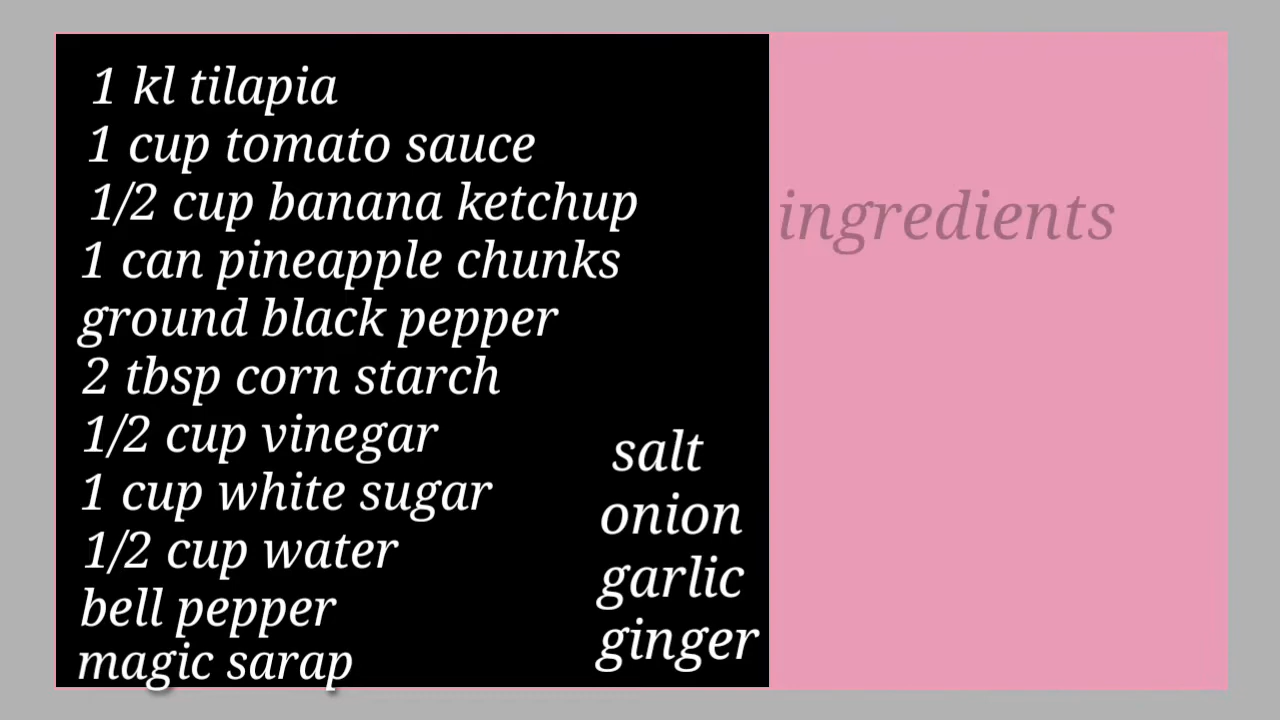 1 kl tilapia
1 cup tomato sauce
1/2 cup banana ketchup
1 can pineapple chunks
ground black pepper
2 tbsp corn starch
1/2 cup vinegar
1 cup white sugar
1/2 cup water
bell pepper
magic sarap
salt
onion
garlic
ginger
ingredients